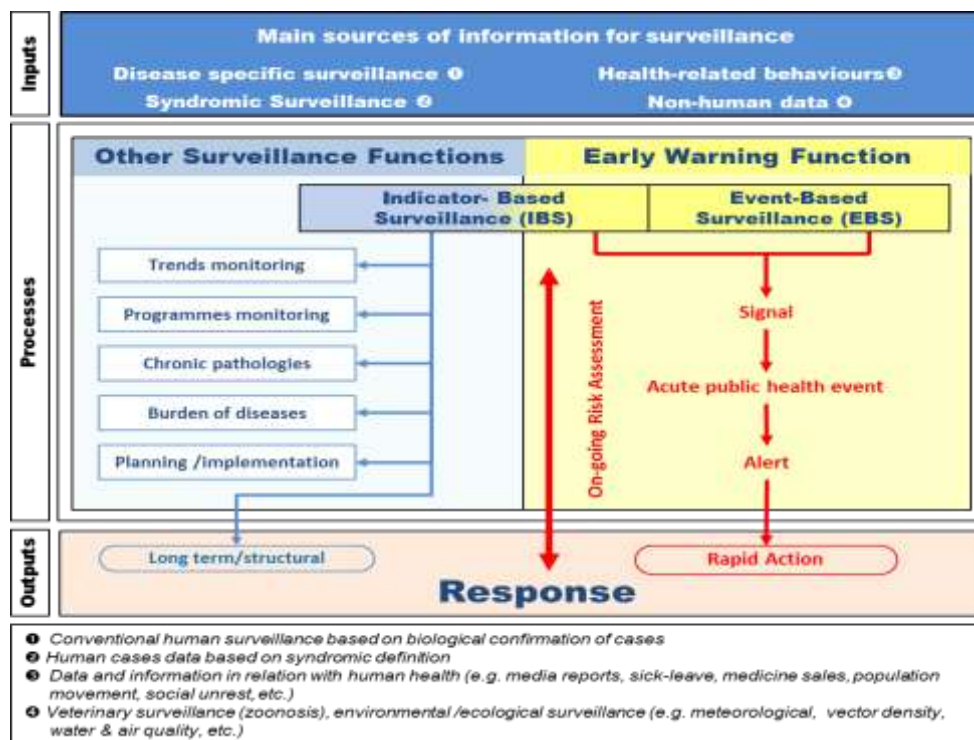 Inputs
Main sources of information for surveillance
Disease specific surveillance ❶
Health-related behaviours❸
Syndromic Surveillance ❷
Non-human data ❹
Processes
Other Surveillance Functions
Early Warning Function
Indicator- Based
Surveillance (IBS)
Event-Based
Surveillance (EBS)
Trends monitoring
Programmes monitoring
Chronic pathologies
Burden of diseases
Planning /implementation
On-going Risk Assessment
Signal
Acute public health event
Alert
Outputs
Long term/structural
Rapid Action
Response
❶ Conventional human surveillance based on biological confirmation of cases
❷ Human cases data based on syndromic definition
❸ Data and information in relation with human health (e.g. media reports, sick-leave, medicine sales, population
movement, social unrest, etc.)
❹ Veterinary surveillance (zoonosis), environmental /ecological surveillance (e.g. meteorological, vector density,
water & air quality, etc.)